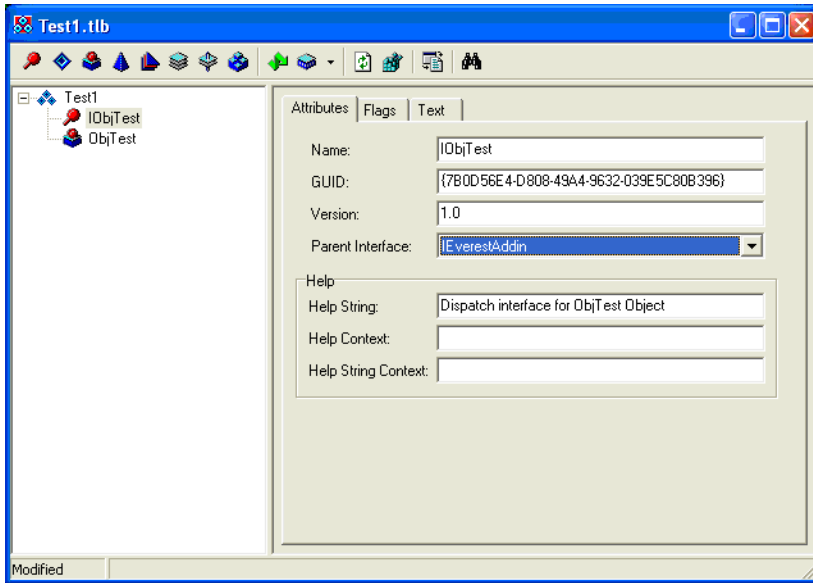 Test1.tlb
Test1
IObjTest
ObjTest
Attributes
Flags
Text
Name:
IObjTest
GUID:
{7B0D56E4-D808-49A4-9632-039E5C80B396}
Version:
1.0
Parent Interface:
IEverestAddin
Help
Help String:
Dispatch interface for ObjTest Object
Help Context:
Help String Context:
Modified